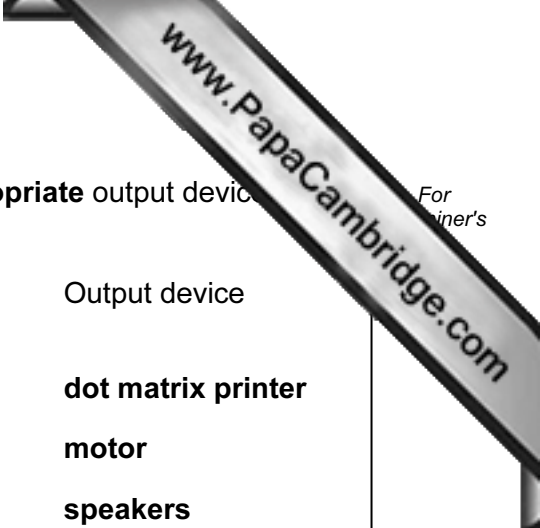 www.PapaCambridge.com
opriate output devic
For
iner's
Output device
dot matrix printer
motor
speakers